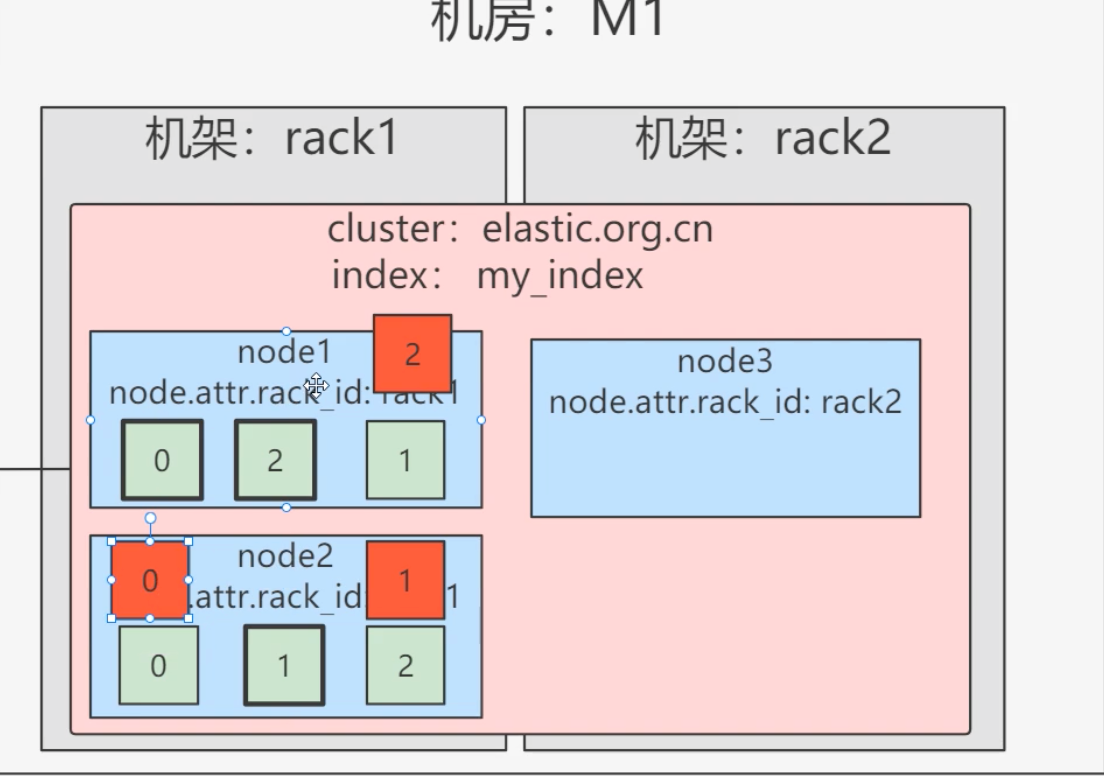 机房：M1
机架：rack1
机架：rack2
cluster：elastic.org.cn
index： my_index
node1
2
node.attr.rack_id: rack1
0
2
1
node2
0
1
.attr.rack_id: 1
0
1
2
node3
node.attr.rack_id: rack2